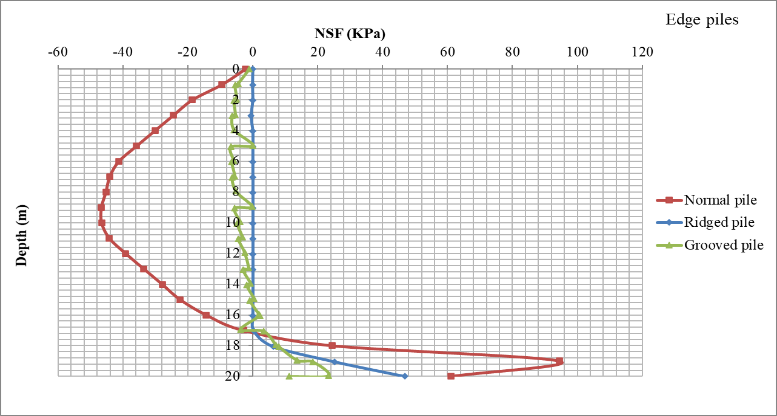 Edge piles
NSF (KPa)
-60 -40 -20 0 20 40 60 80 100 120
0
2
4
6
8
10
12
14
16
18
20
Depth (m)
Normal pile
Ridged pile
Grooved pile